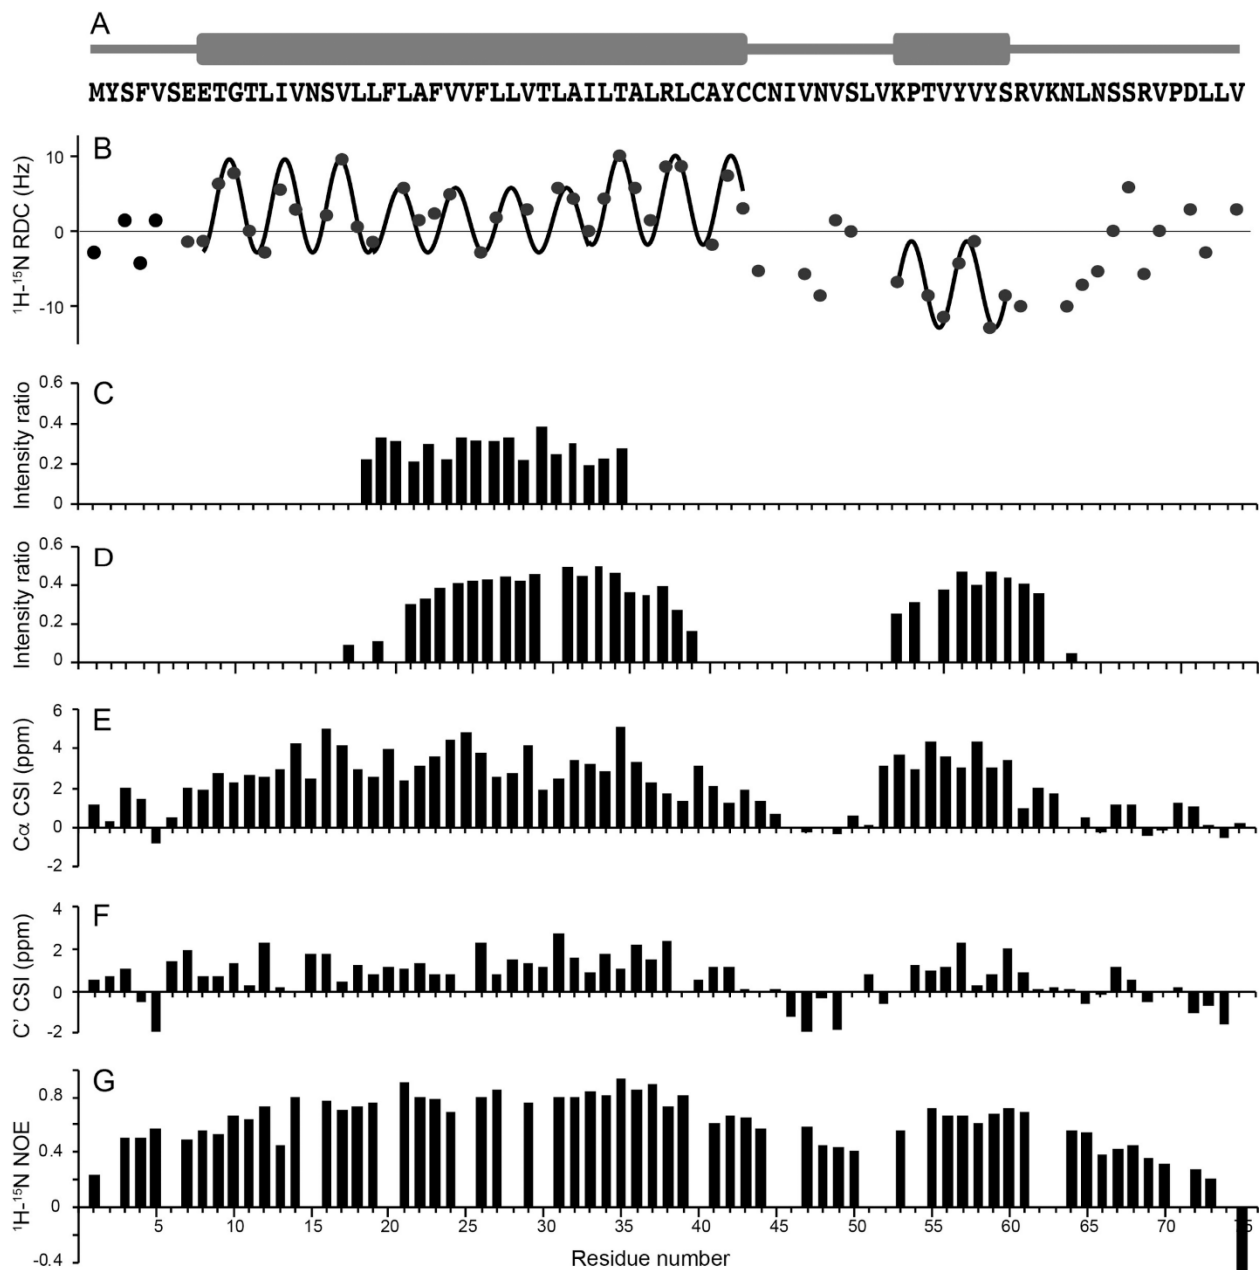 A
MYSFVSEETGTLIVNSVLLFLAFVVFLLVTLAILTALRLCAYCCNIVNVSLVKPTVYVYSRVKNLNSSRVPDLLV
B
¹H-¹⁵N RDC (Hz)
10
0
-10
C
Intensity ratio
0.6
0.4
0.2
0
D
Intensity ratio
0.6
0.4
0.2
0
E
Cα CSI (ppm)
6
4
2
0
-2
F
C' CSI (ppm)
4
2
0
-2
G
¹H-¹⁵N NOE
0.8
0.4
0
-0.4
5 10 15 20 25 30 35 40 45 50 55 60 65 70
Residue number